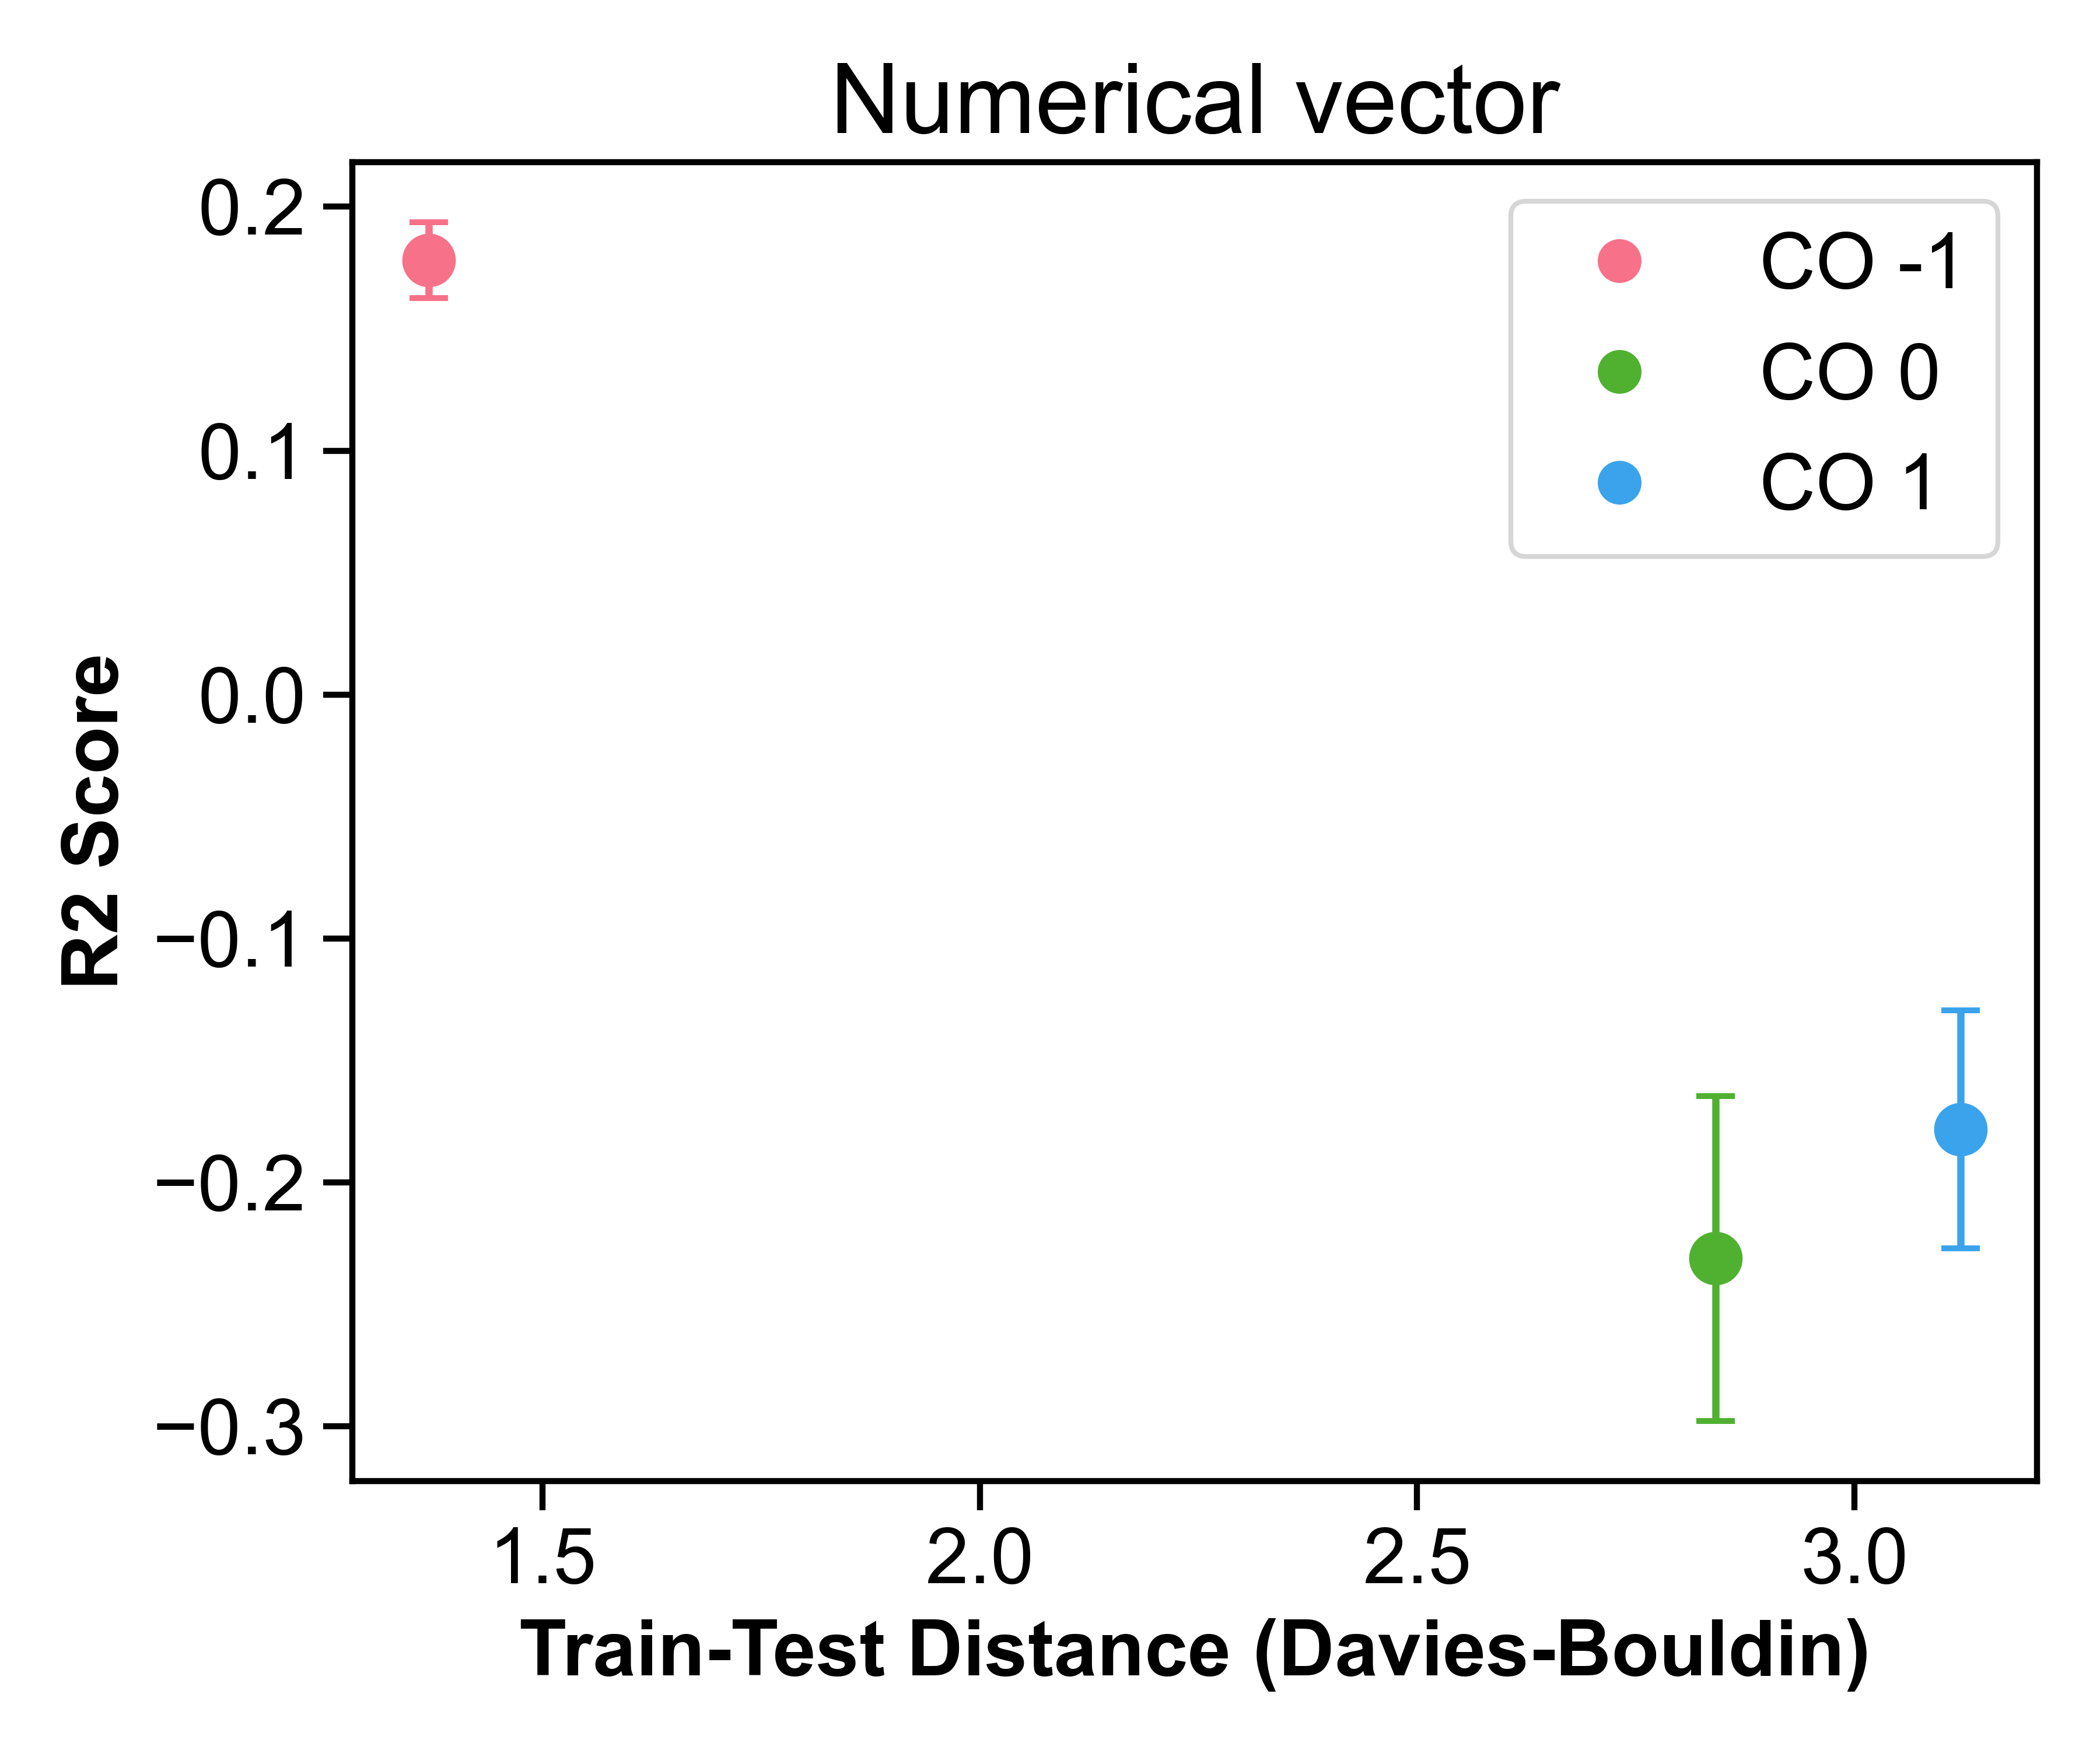 Numerical vector
0.2
0.1
0.0
−0.1
−0.2
−0.3
R2 Score
CO -1
CO 0
CO 1
1.5 2.0 2.5 3.0
Train-Test Distance (Davies-Bouldin)